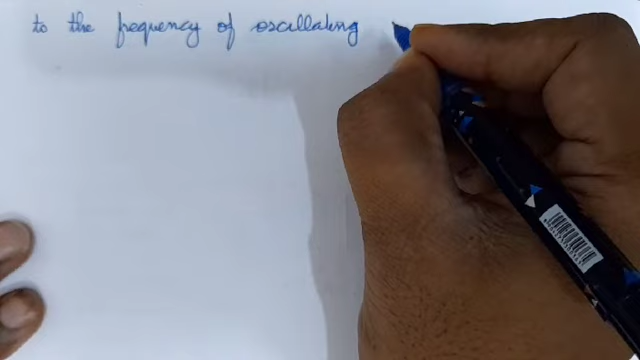 to the frequency of oscillating